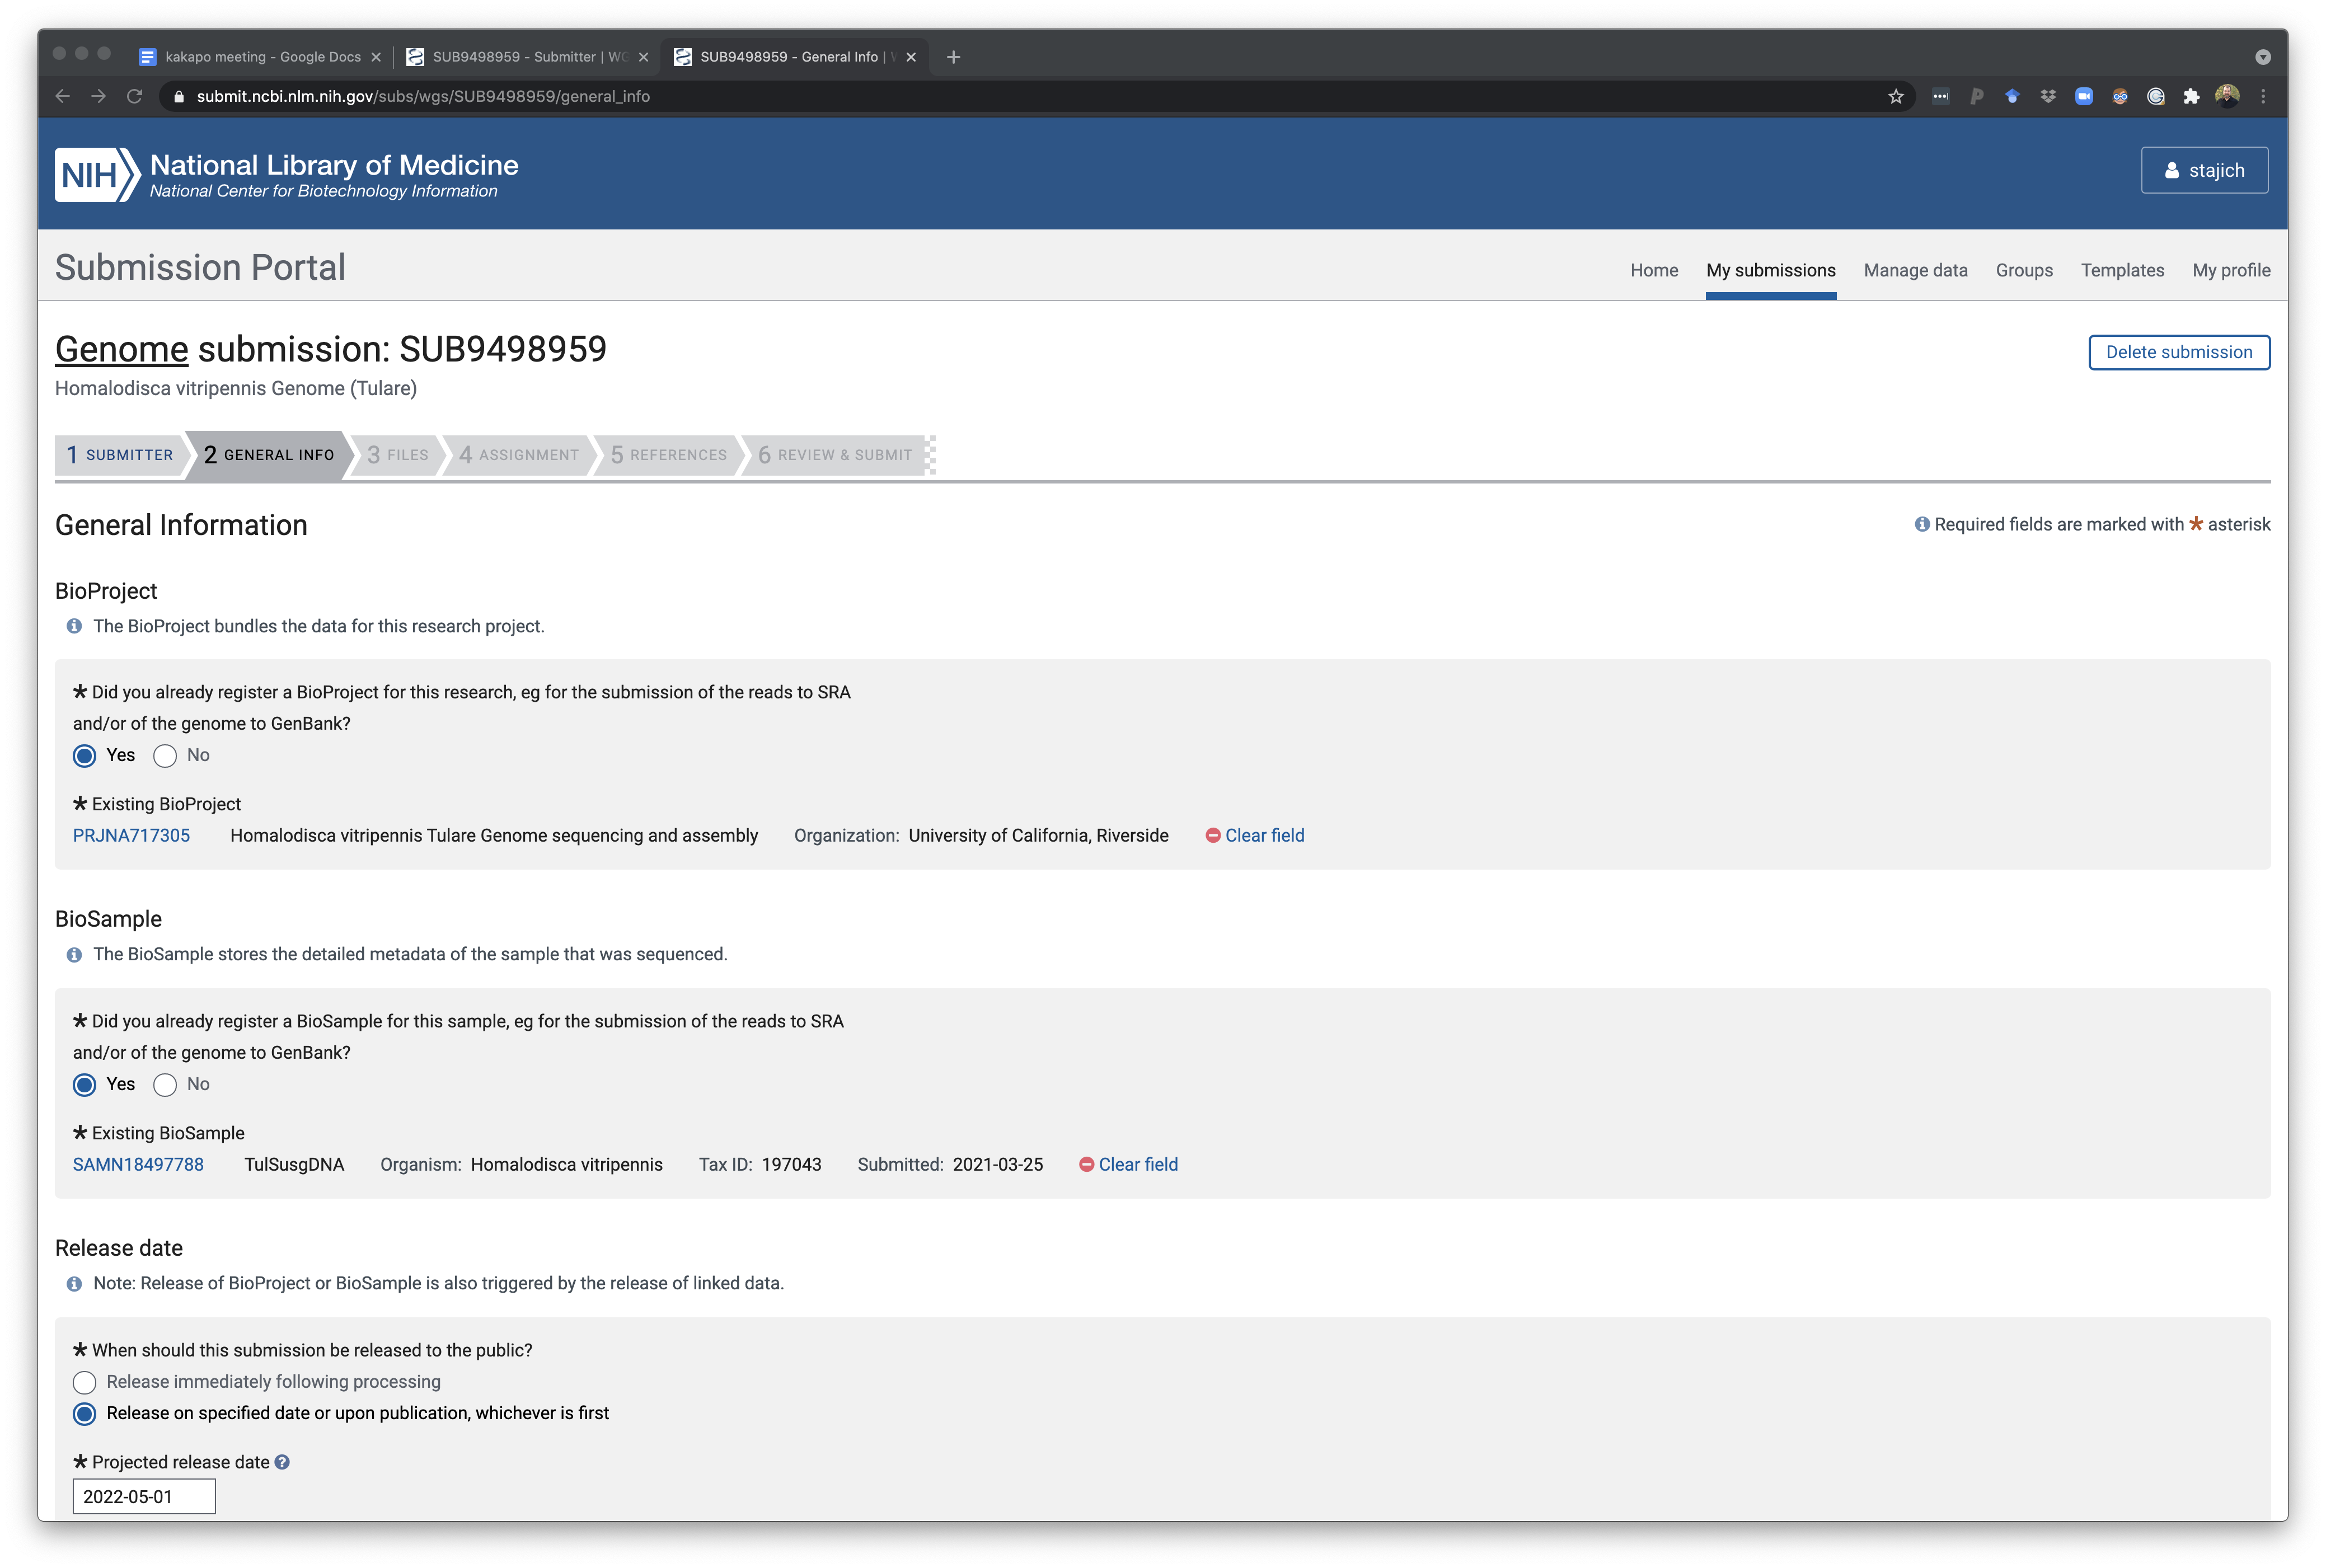 kakapo meeting - Google Docs
SUB9498959 - Submitter | WG
SUB9498959 - General Info |
submit.ncbi.nlm.nih.gov/subs/wgs/SUB9498959/general_info
NIH
National Library of Medicine
National Center for Biotechnology Information
stajich
Submission Portal
Home
My submissions
Manage data
Groups
Templates
My profile
Genome submission: SUB9498959
Delete submission
Homalodisca vitripennis Genome (Tulare)
1 SUBMITTER
2 GENERAL INFO
3 FILES
4 ASSIGNMENT
5 REFERENCES
6 REVIEW & SUBMIT
General Information
Required fields are marked with * asterisk
BioProject
The BioProject bundles the data for this research project.
* Did you already register a BioProject for this research, eg for the submission of the reads to SRA
and/or of the genome to GenBank?
Yes No
* Existing BioProject
PRJNA717305 Homalodisca vitripennis Tulare Genome sequencing and assembly Organization: University of California, Riverside Clear field
BioSample
The BioSample stores the detailed metadata of the sample that was sequenced.
* Did you already register a BioSample for this sample, eg for the submission of the reads to SRA
and/or of the genome to GenBank?
Yes No
* Existing BioSample
SAMN18497788 TulSusgDNA Organism: Homalodisca vitripennis Tax ID: 197043 Submitted: 2021-03-25 Clear field
Release date
Note: Release of BioProject or BioSample is also triggered by the release of linked data.
* When should this submission be released to the public?
Release immediately following processing
Release on specified date or upon publication, whichever is first
* Projected release date ?
2022-05-01